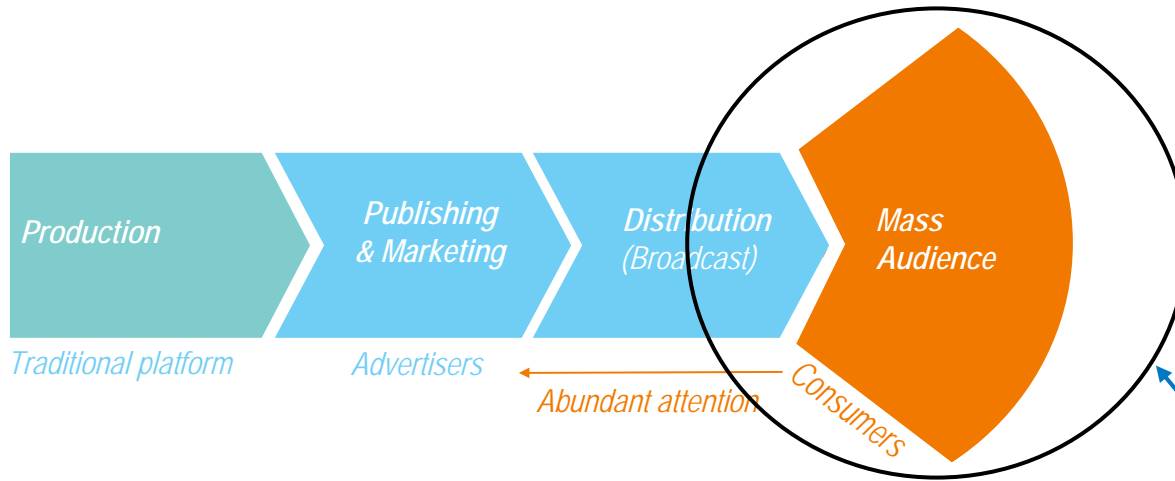 Production
Publishing
& Marketing
Distribution
(Broadcast)
Mass
Audience
Traditional platform
Advertisers
Abundant attention
Consumers